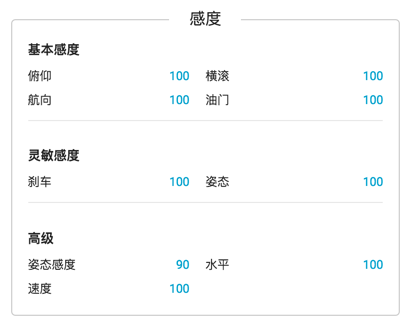 感度
基本感度
俯仰 100 横滚 100
航向 100 油门 100
灵敏感度
刹车 100 姿态 100
高级
姿态感度 90 水平 100
速度 100